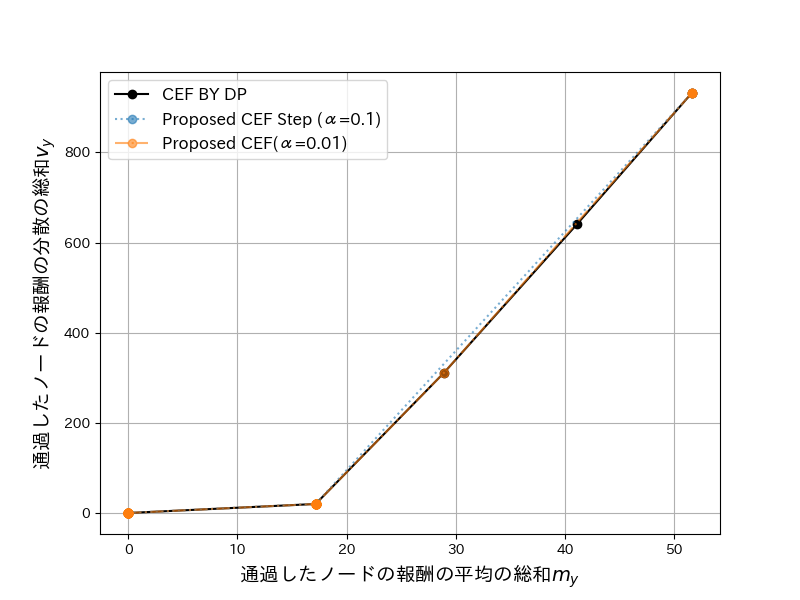 CEF BY DP
Proposed CEF Step (α=0.1)
Proposed CEF(α=0.01)
通過したノードの報酬の分散の総和v_y
800
600
400
200
0
0 10 20 30 40 50
通過したノードの報酬の平均の総和m_y